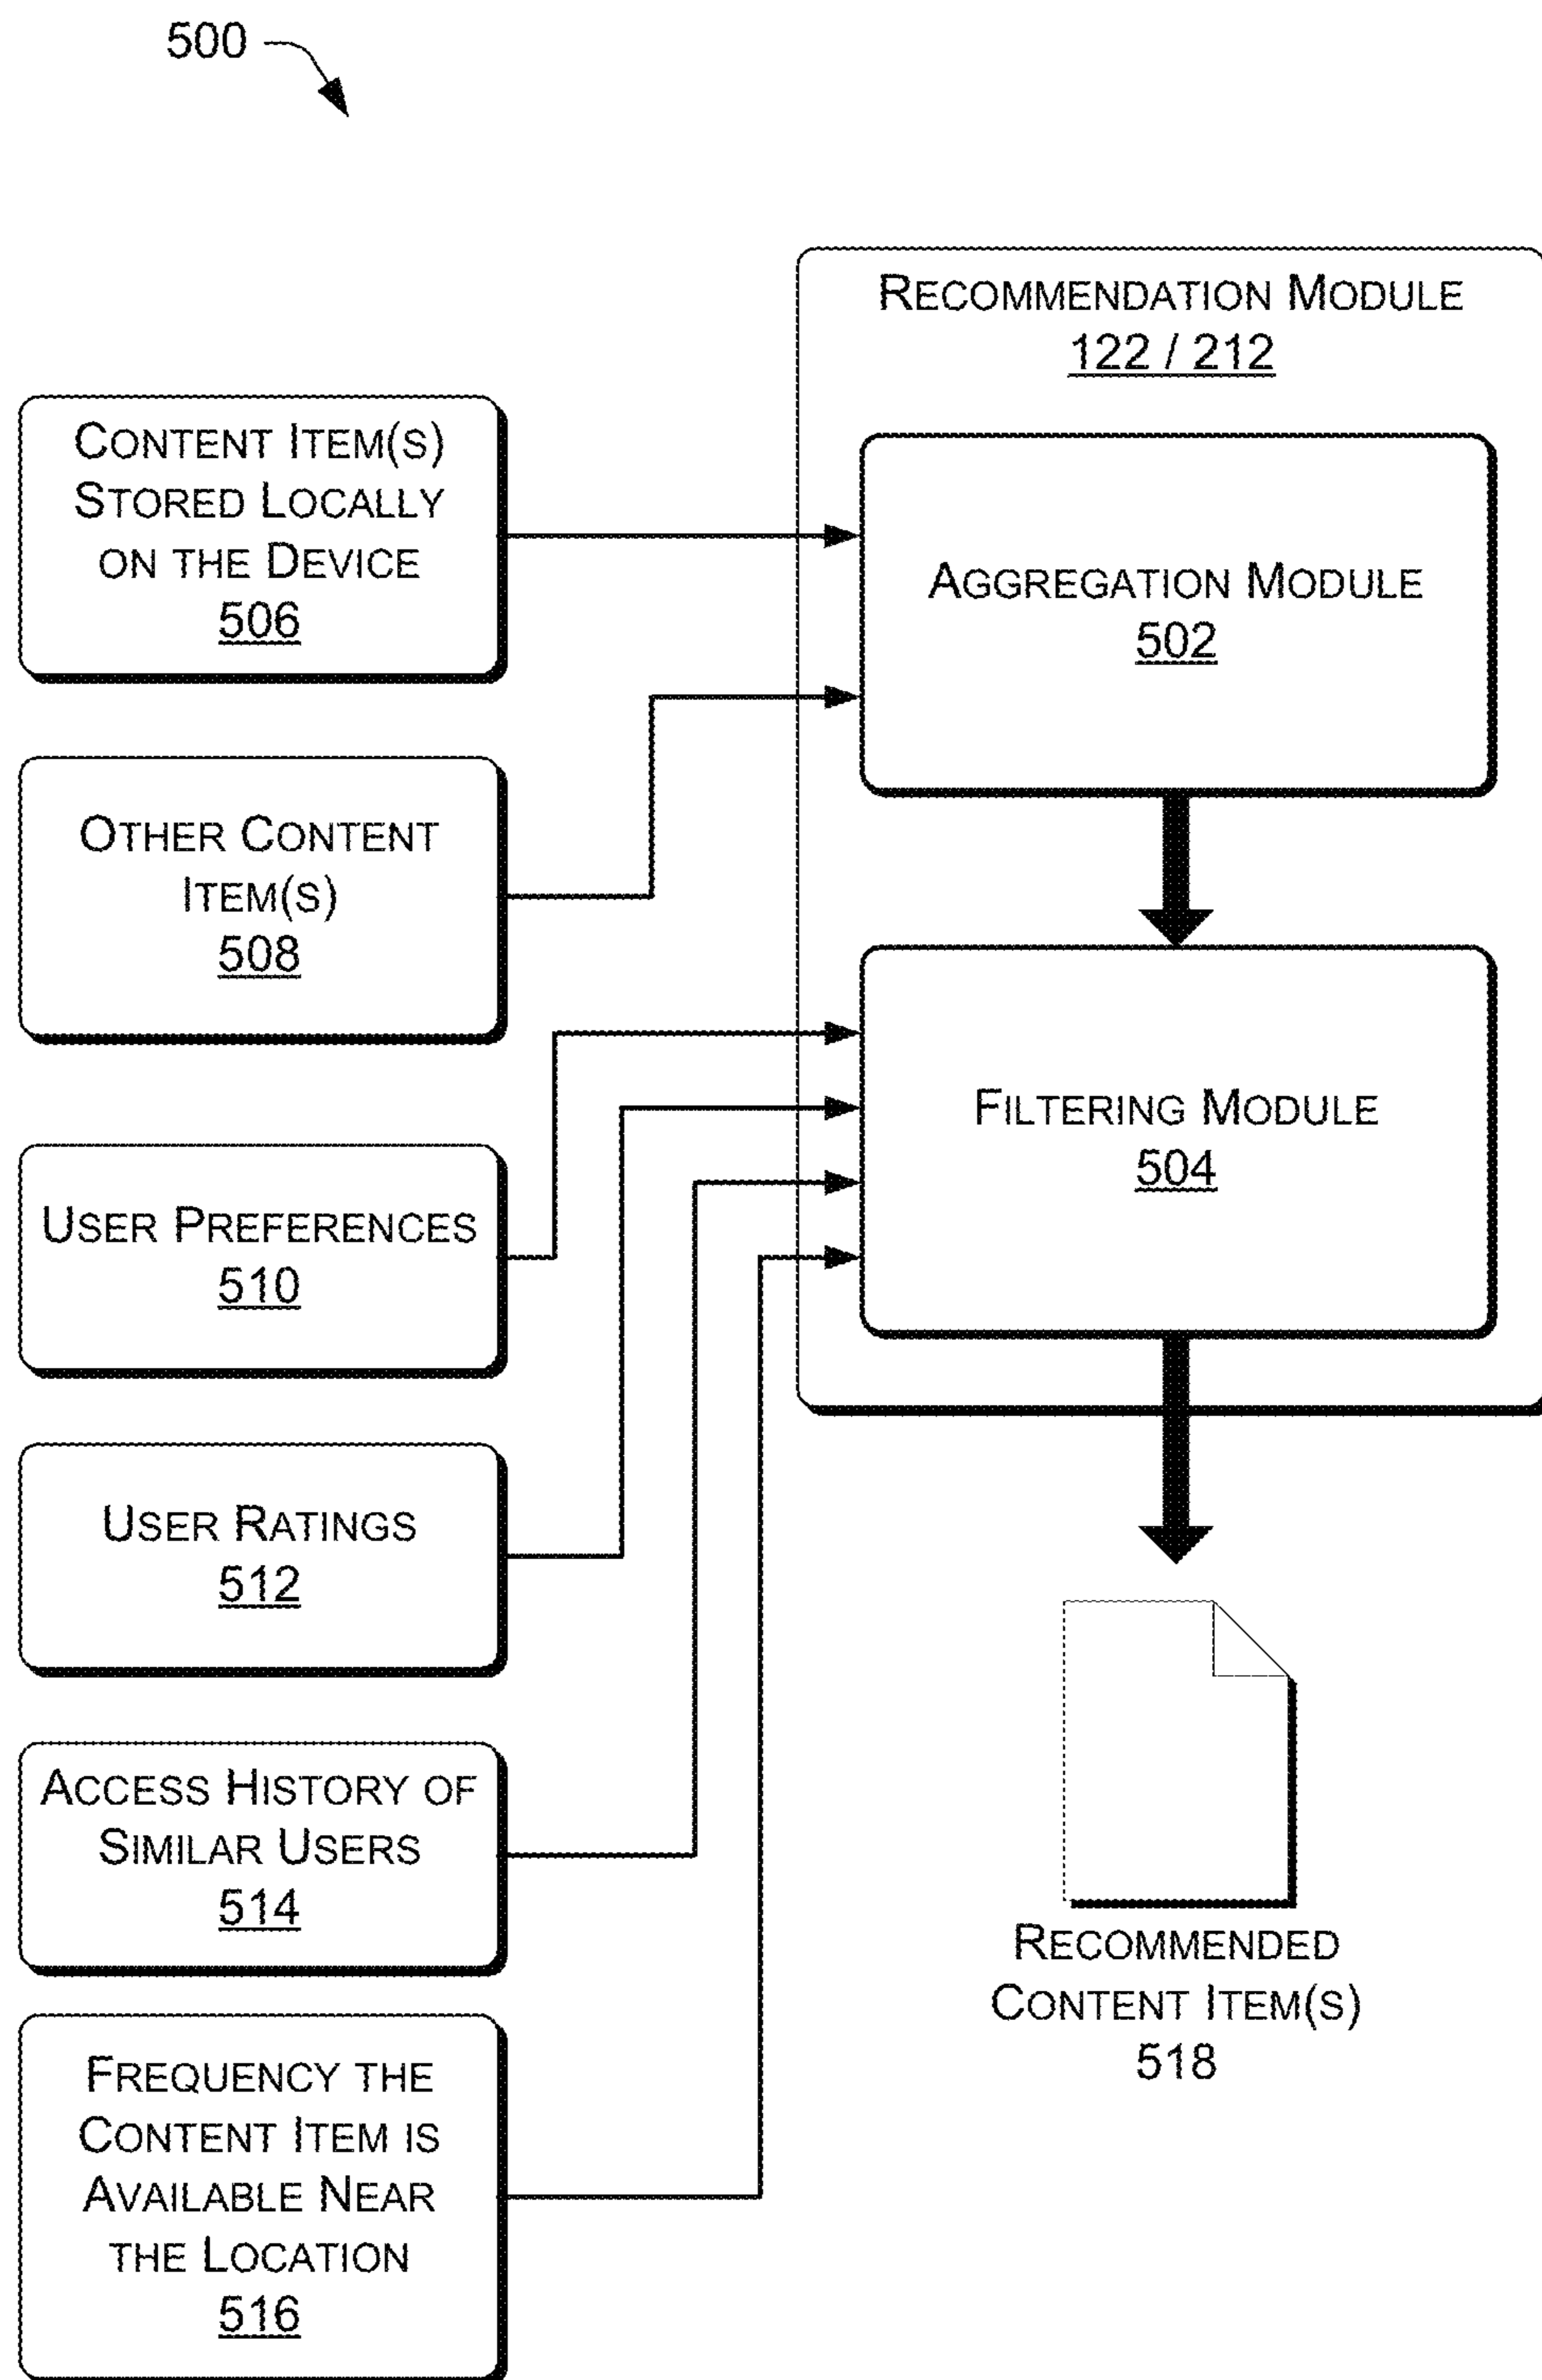 500
RECOMMENDATION MODULE
122 / 212
CONTENT ITEM(S)
STORED LOCALLY
ON THE DEVICE
506
AGGREGATION MODULE
502
OTHER CONTENT
ITEM(S)
508
FILTERING MODULE
504
USER PREFERENCES
510
USER RATINGS
512
ACCESS HISTORY OF
SIMILAR USERS
514
RECOMMENDED
CONTENT ITEM(S)
518
FREQUENCY THE
CONTENT ITEM IS
AVAILABLE NEAR
THE LOCATION
516